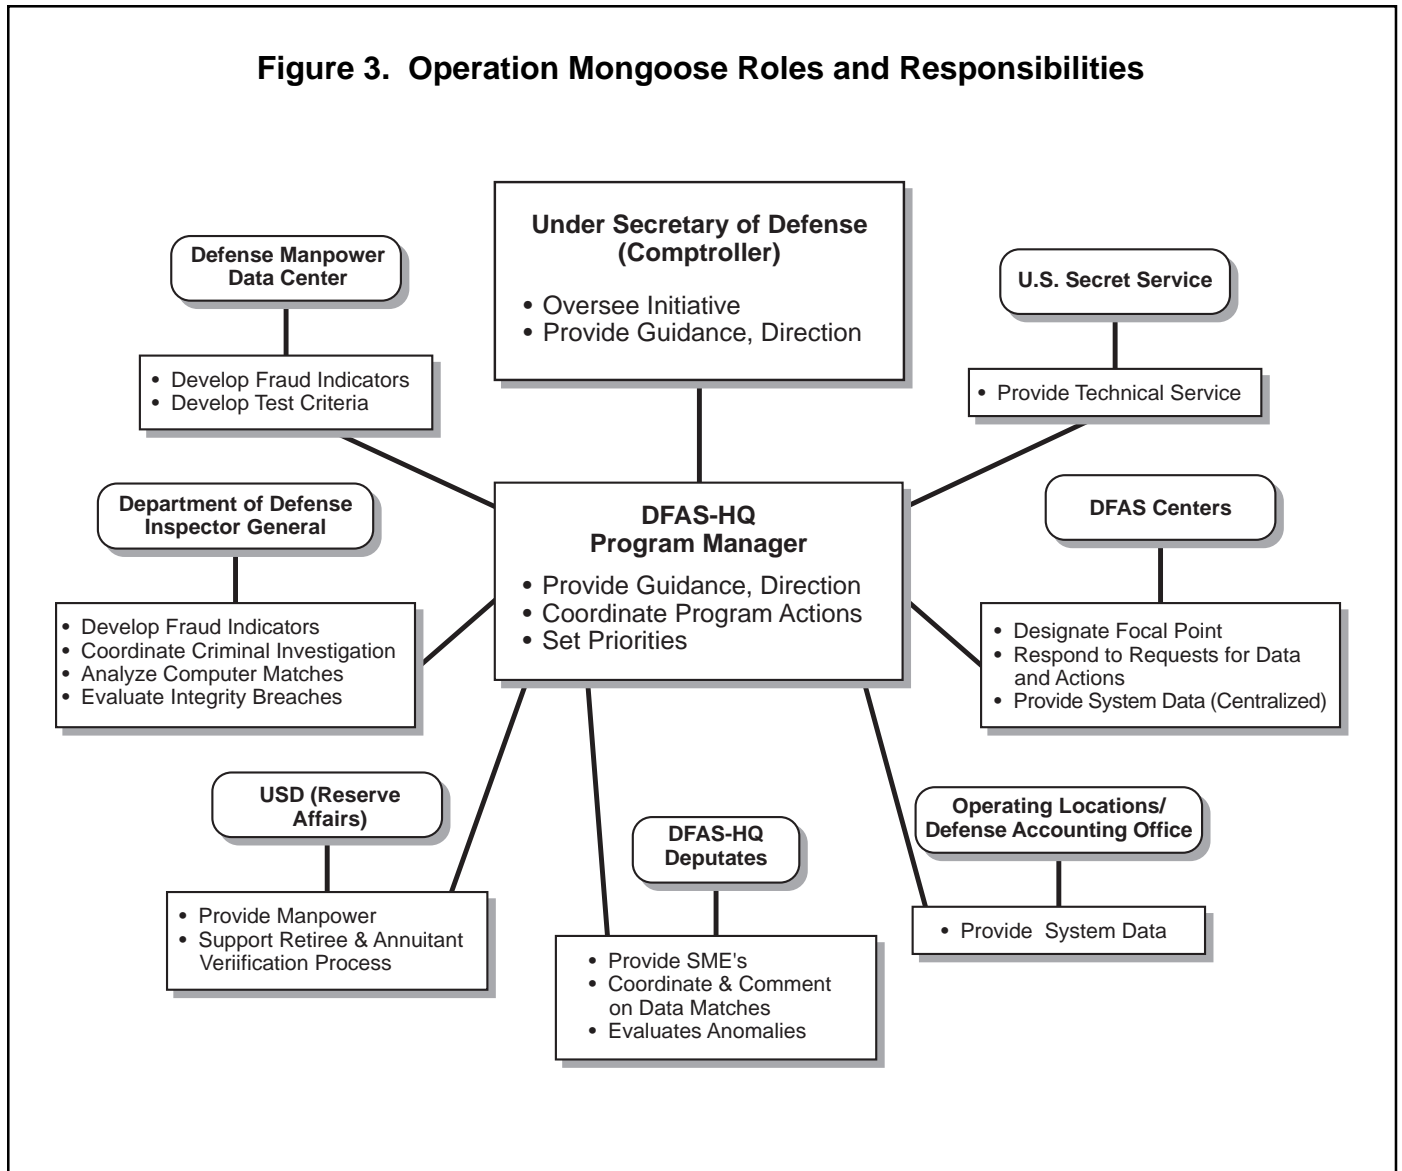 Figure 3.  Operation Mongoose Roles and Responsibilities
Under Secretary of Defense
(Comptroller)
• Oversee Initiative
• Provide Guidance, Direction
Defense Manpower
Data Center
• Develop Fraud Indicators
• Develop Test Criteria
U.S. Secret Service
• Provide Technical Service
Department of Defense
Inspector General
• Develop Fraud Indicators
• Coordinate Criminal Investigation
• Analyze Computer Matches
• Evaluate Integrity Breaches
DFAS-HQ
Program Manager
• Provide Guidance, Direction
• Coordinate Program Actions
• Set Priorities
DFAS Centers
• Designate Focal Point
• Respond to Requests for Data
and Actions
• Provide System Data (Centralized)
USD (Reserve
Affairs)
• Provide Manpower
• Support Retiree & Annuitant
Veriification Process
DFAS-HQ
Deputates
• Provide SME's
• Coordinate & Comment
on Data Matches
• Evaluates Anomalies
Operating Locations/
Defense Accounting Office
• Provide  System Data